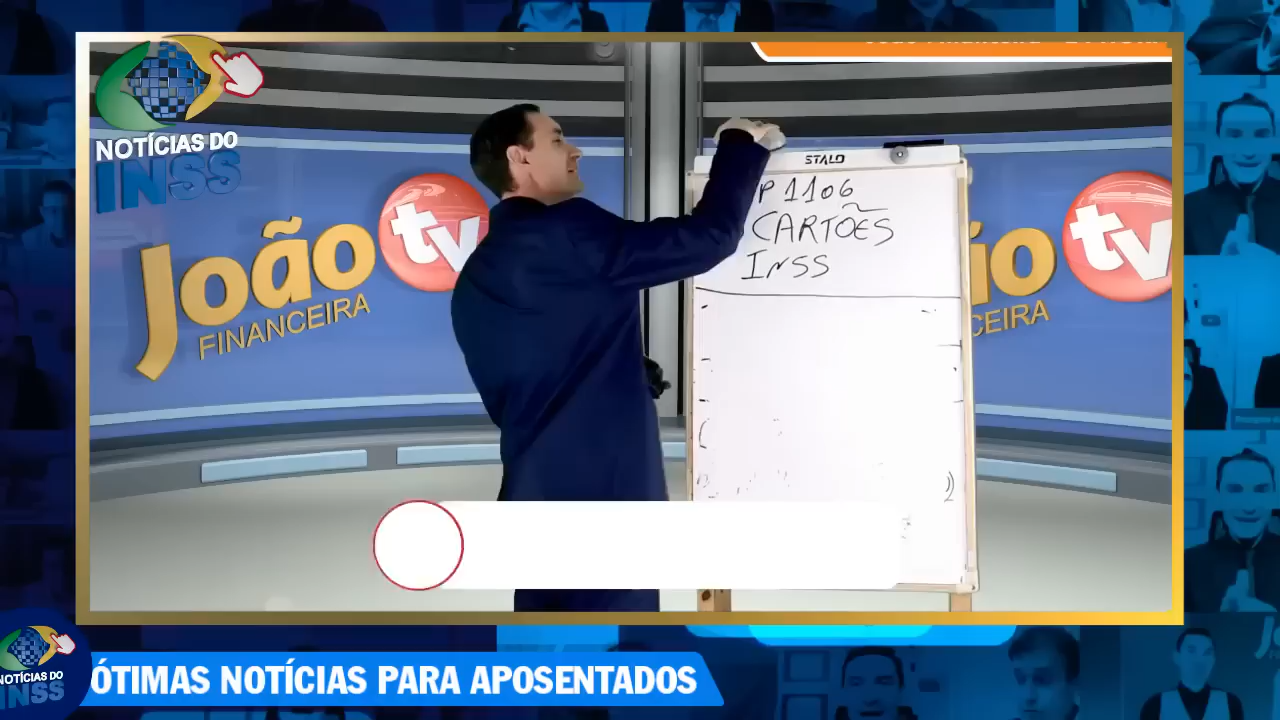 NOTÍCIAS DO
INSS
João
FINANCEIRA
tv
STALO
P 1106
CARTÕES
INSS
tv
CEIRA
NOTÍCIAS DO
INSS
ÓTIMAS NOTÍCIAS PARA APOSENTADOS